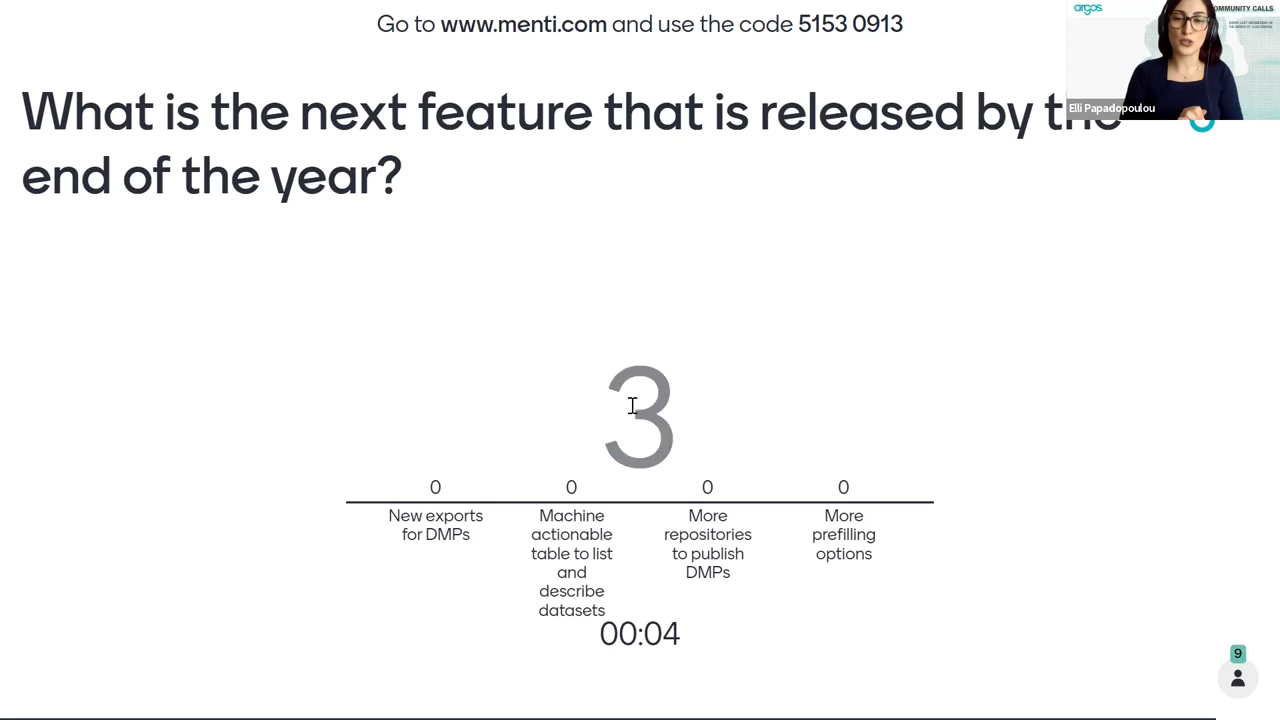 Go to www.menti.com and use the code 5153 0913
argos
OMMUNITY CALLS
Elli Papadopoulou
What is the next feature that is released by the
end of the year?
3
0
0
0
0
New exports
for DMPs
Machine
actionable
table to list
and
describe
datasets
More
repositories
to publish
DMPs
More
prefilling
options
00:04
9